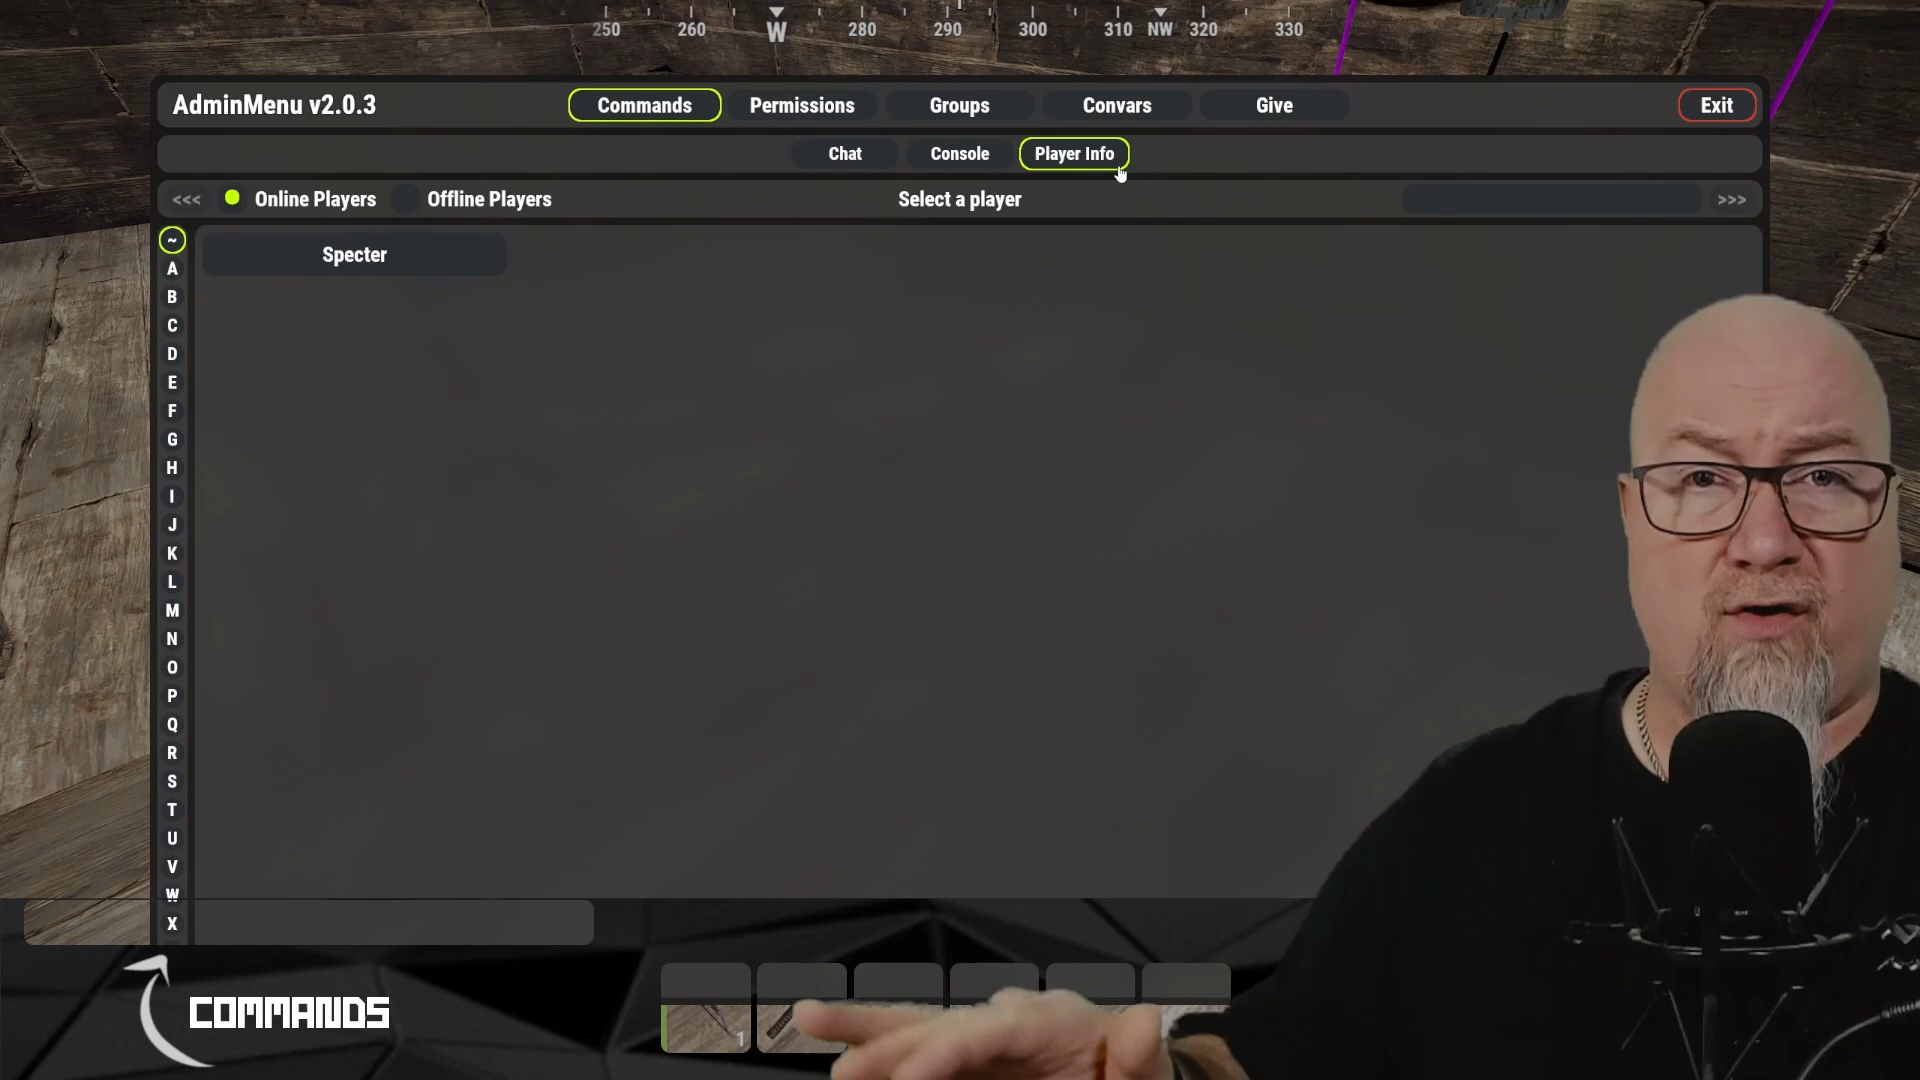 250 260 W 280 290 300 310 NW 320 330
AdminMenu v2.0.3 Commands Permissions Groups Convars Give Exit
Chat Console Player Info
<<< Online Players Offline Players Select a player >>>
~ Specter
A
B
C
D
E
F
G
H
I
J
K
L
M
N
O
P
Q
R
S
T
U
V
W
X
COMMANDS
1